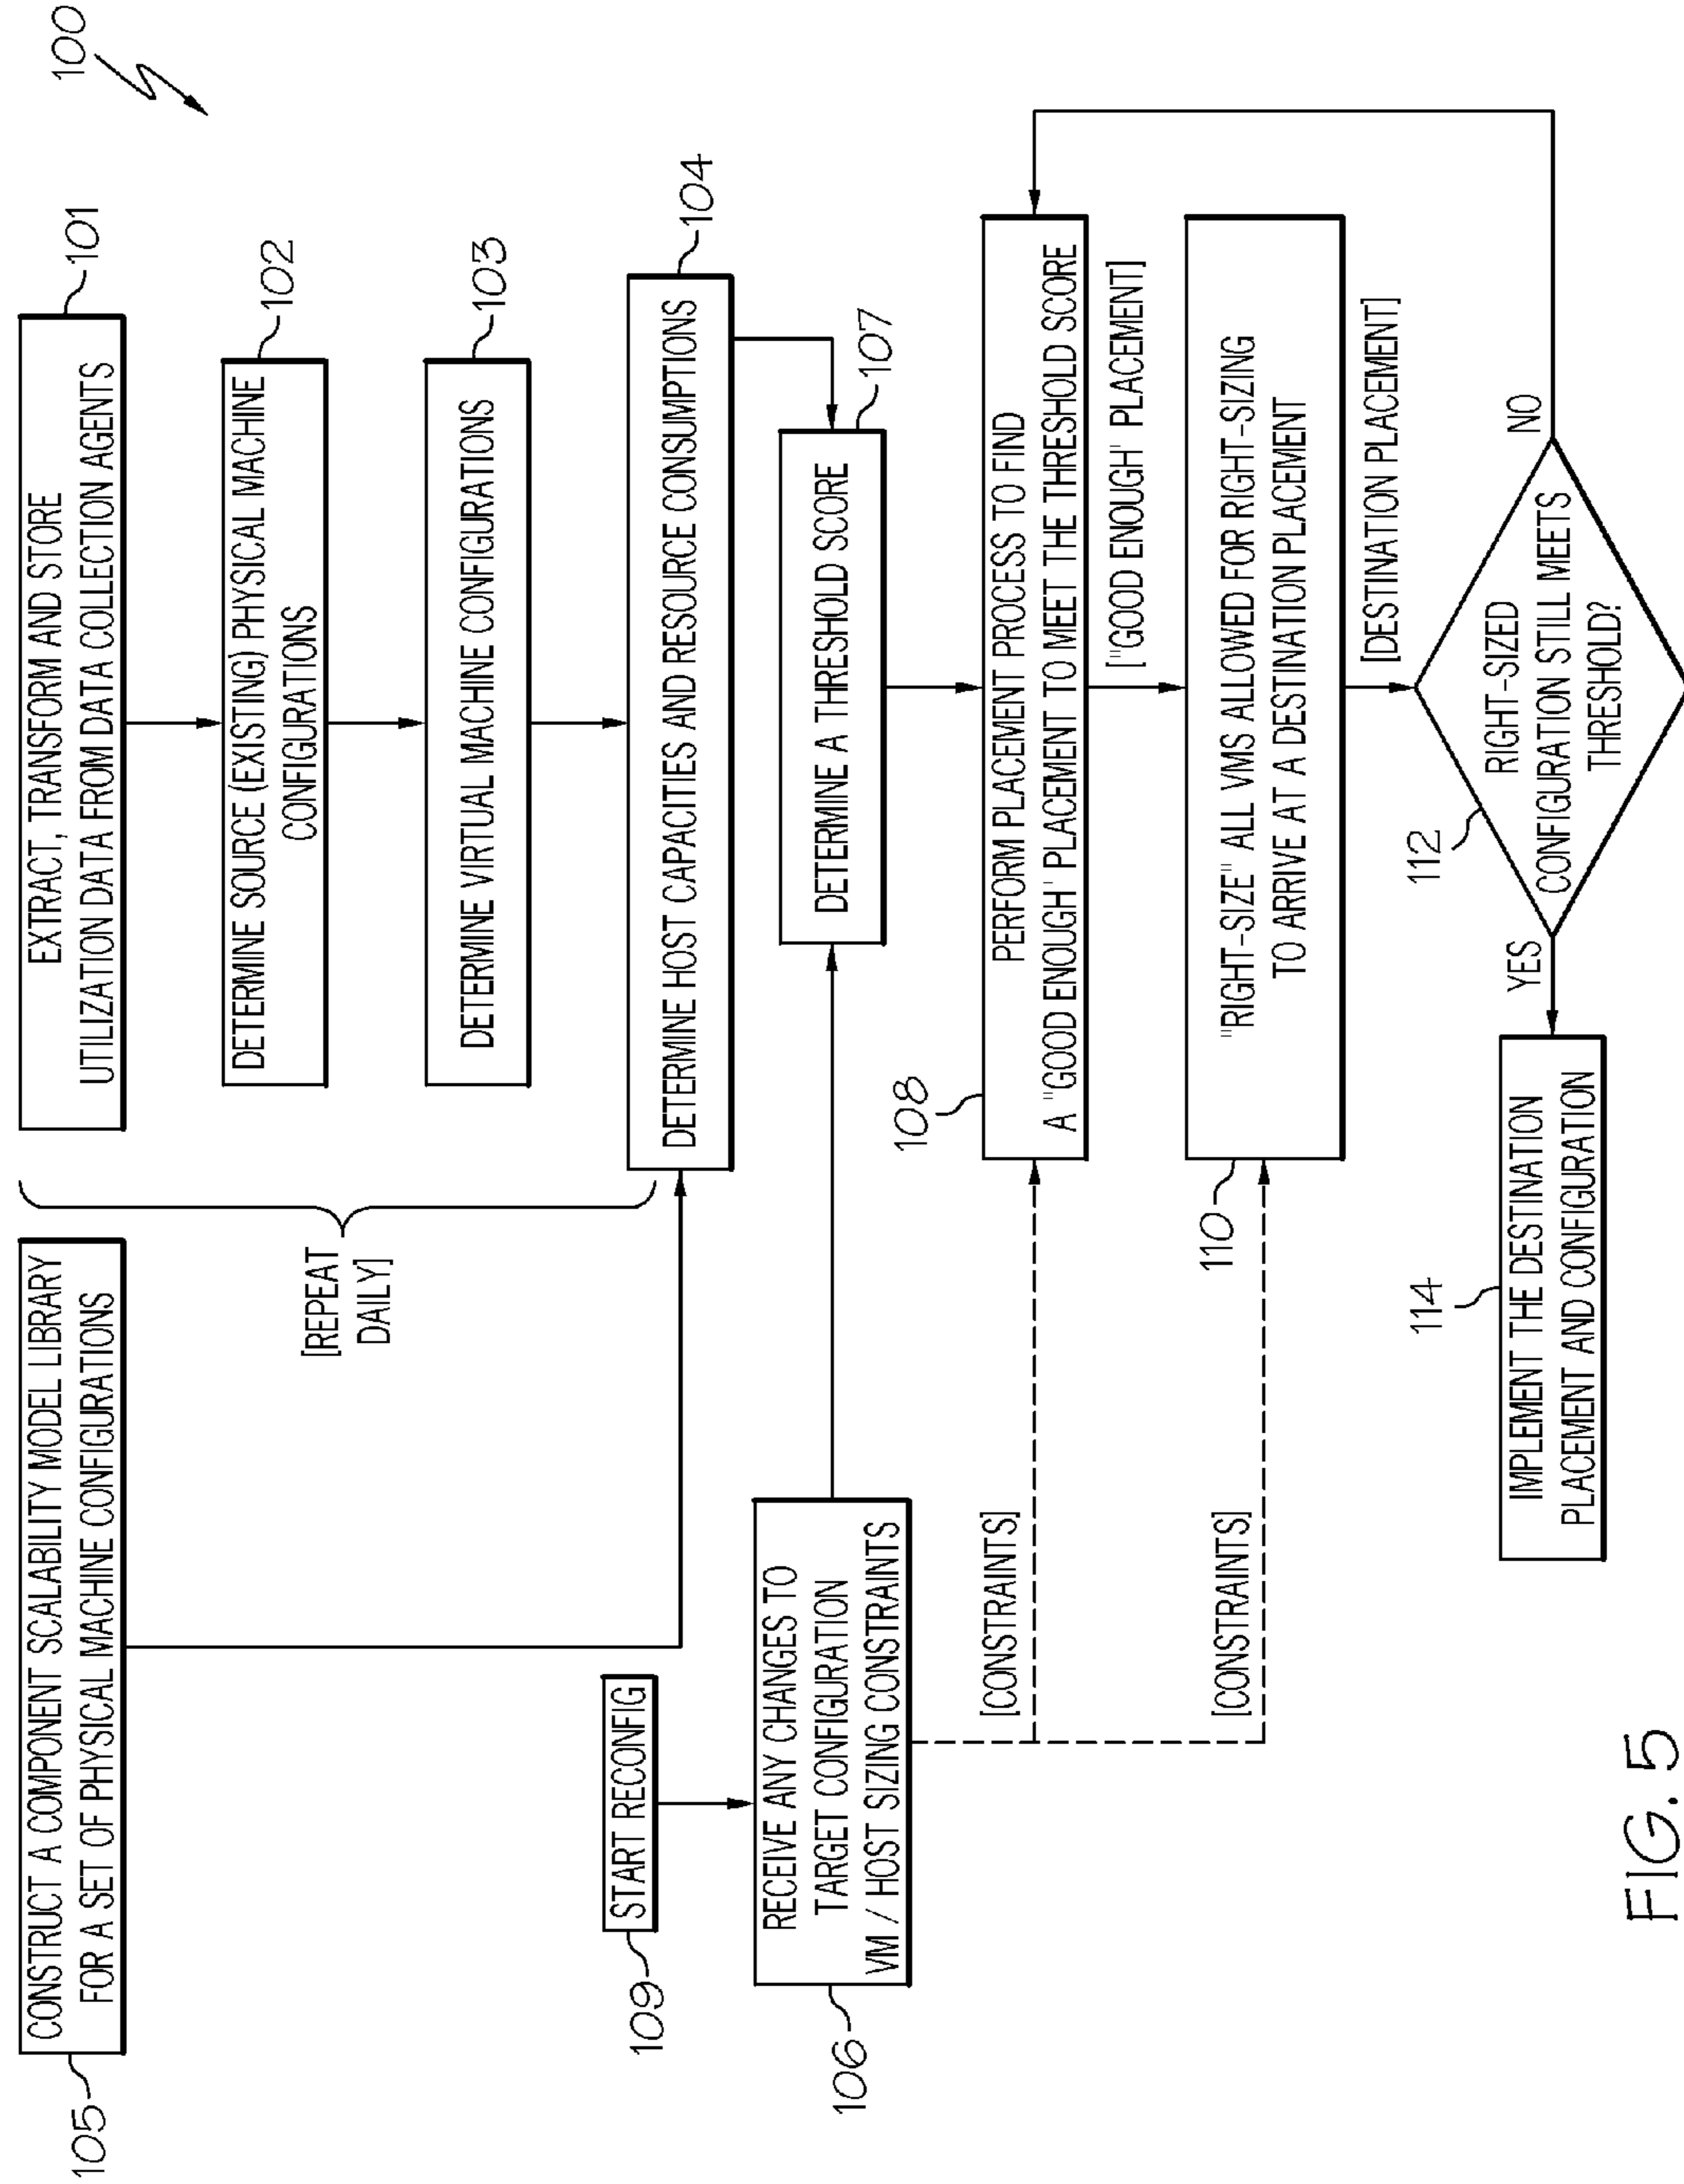 100
EXTRACT, TRANSFORM AND STORE
UTILIZATION DATA FROM DATA COLLECTION AGENTS
101
CONSTRUCT A COMPONENT SCALABILITY MODEL LIBRARY
FOR A SET OF PHYSICAL MACHINE CONFIGURATIONS
105
DETERMINE SOURCE (EXISTING) PHYSICAL MACHINE
CONFIGURATIONS
102
[REPEAT
DAILY]
DETERMINE VIRTUAL MACHINE CONFIGURATIONS
103
DETERMINE HOST CAPACITIES AND RESOURCE CONSUMPTIONS
104
START RECONFIG
109
RECEIVE ANY CHANGES TO
TARGET CONFIGURATION
VM / HOST SIZING CONSTRAINTS
106
DETERMINE A THRESHOLD SCORE
107
108
PERFORM PLACEMENT PROCESS TO FIND
A "GOOD ENOUGH' PLACEMENT TO MEET THE THRESHOLD SCORE
[CONSTRAINTS]
["GOOD ENOUGH' PLACEMENT]
110
"RIGHT-SIZE" ALL VMS ALLOWED FOR RIGHT-SIZING
TO ARRIVE AT A DESTINATION PLACEMENT
[CONSTRAINTS]
[DESTINATION PLACEMENT]
112
RIGHT-SIZED
CONFIGURATION STILL MEETS
THRESHOLD?
YES
NO
114
IMPLEMENT THE DESTINATION
PLACEMENT AND CONFIGURATION
FIG. 5